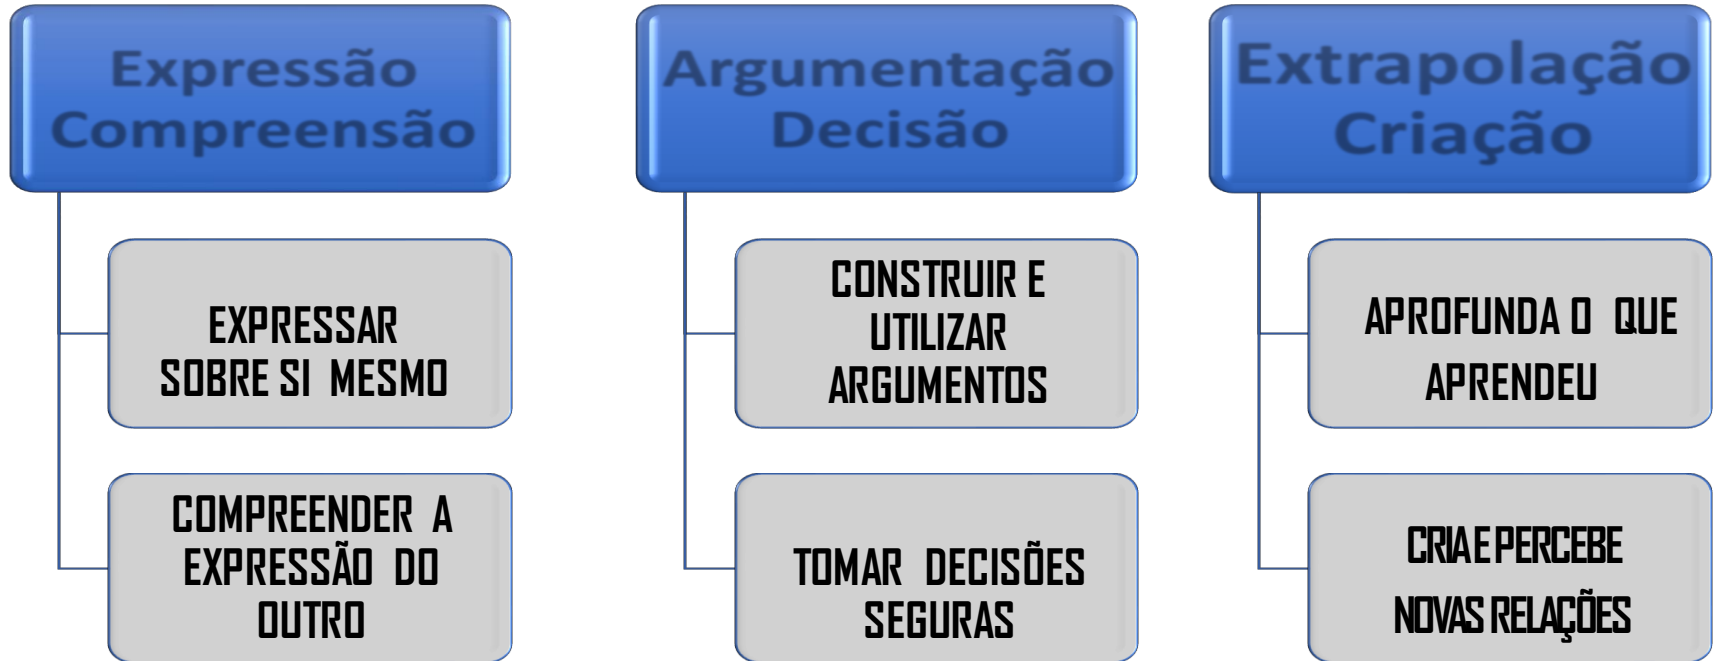 Expressão
Compreensão
EXPRESSAR
SOBRE SI MESMO
COMPREENDER A
EXPRESSÃO DO
OUTRO
Argumentação
Decisão
CONSTRUIR E
UTILIZAR
ARGUMENTOS
TOMAR DECISÕES
SEGURAS
Extrapolação
Criação
APROFUNDA O QUE
APRENDEU
CRIA E PERCEBE
NOVAS RELAÇÕES